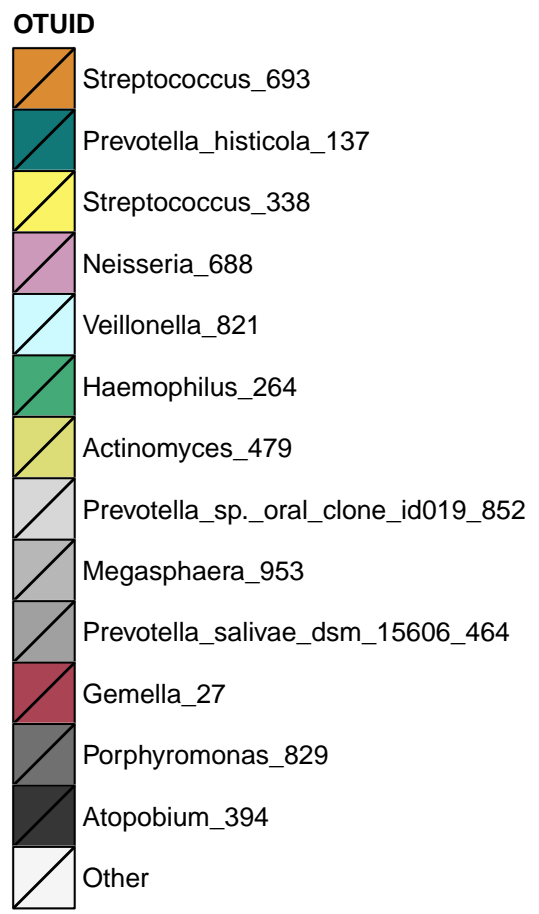 OTUID
Streptococcus_693
Prevotella_histicola_137
Streptococcus_338
Neisseria_688
Veillonella_821
Haemophilus_264
Actinomyces_479
Prevotella_sp._oral_clone_id019_852
Megasphaera_953
Prevotella_salivae_dsm_15606_464
Gemella_27
Porphyromonas_829
Atopobium_394
Other